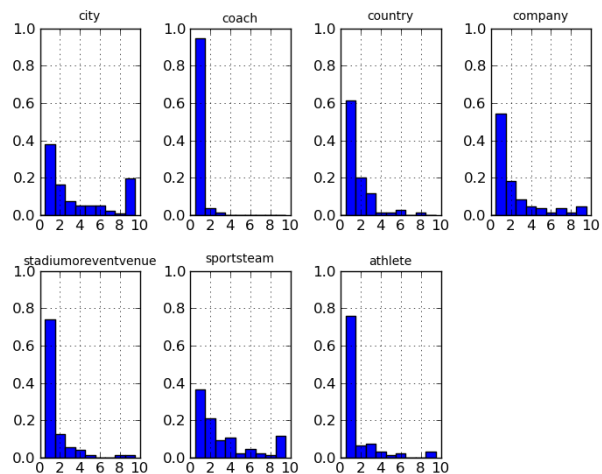 city
coach
country
company
1.0 1.0 1.0 1.0
0.8 0.8 0.8 0.8
0.6 0.6 0.6 0.6
0.4 0.4 0.4 0.4
0.2 0.2 0.2 0.2
0.0 0.0 0.0 0.0
0 2 4 6 8 10 0 2 4 6 8 10 0 2 4 6 8 10 0 2 4 6 8 10
stadiumoreventvenue
sportsteam
athlete
1.0 1.0 1.0
0.8 0.8 0.8
0.6 0.6 0.6
0.4 0.4 0.4
0.2 0.2 0.2
0.0 0.0 0.0
0 2 4 6 8 10 0 2 4 6 8 10 0 2 4 6 8 10